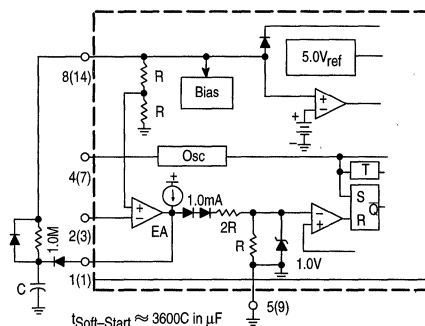 5.0Vref
8(14)
R
Bias
R
+
−
+
−
Osc
4(7)
T
+
−
1.0mA
S
R
Q̅
2(3)
EA
2R
R
−
+
1.0V
1.0M
1(1)
C
5(9)
tSoft–Start ≈ 3600C in µF